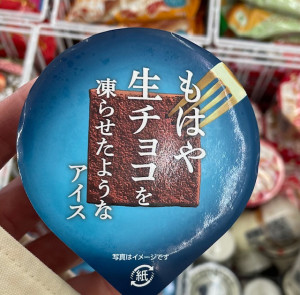 もはや
生チョコを
凍らせたような
アイス
写真はイメージです
紙